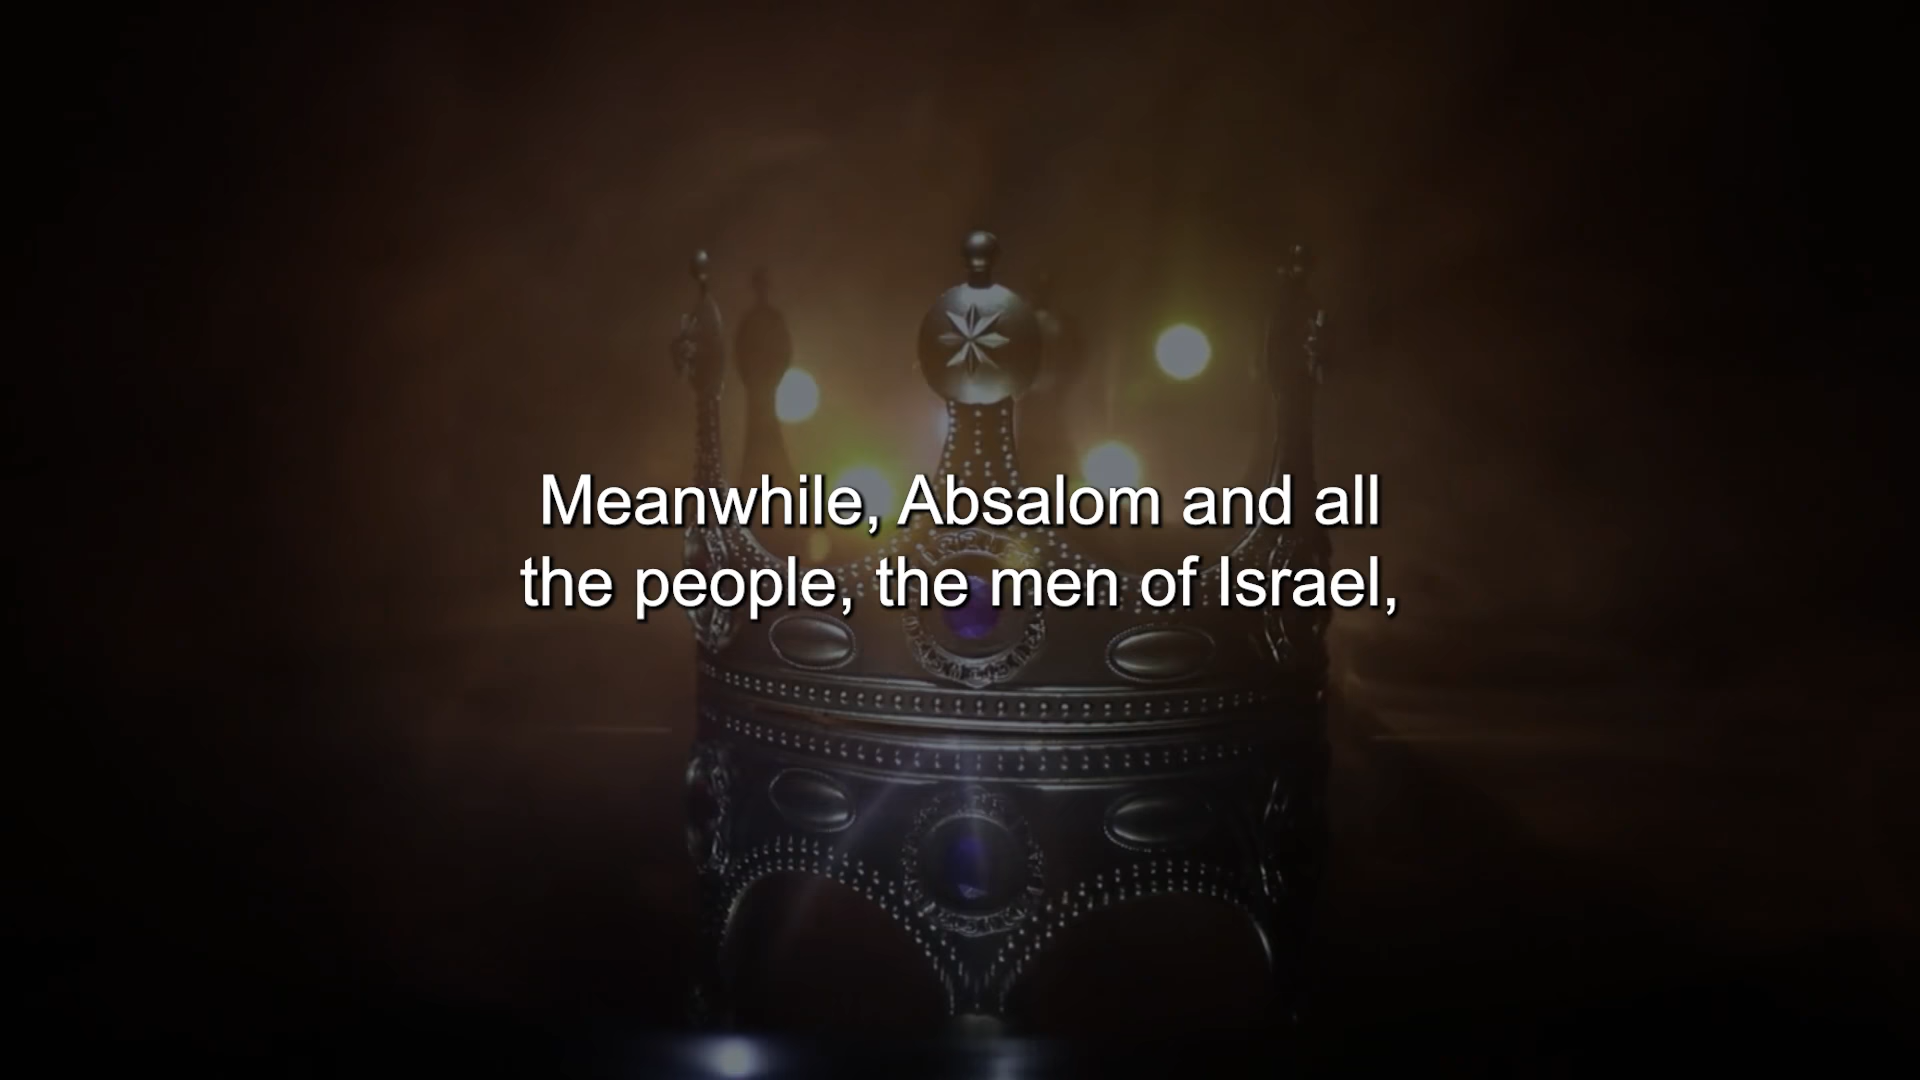 Meanwhile, Absalom and all
the people, the men of Israel,